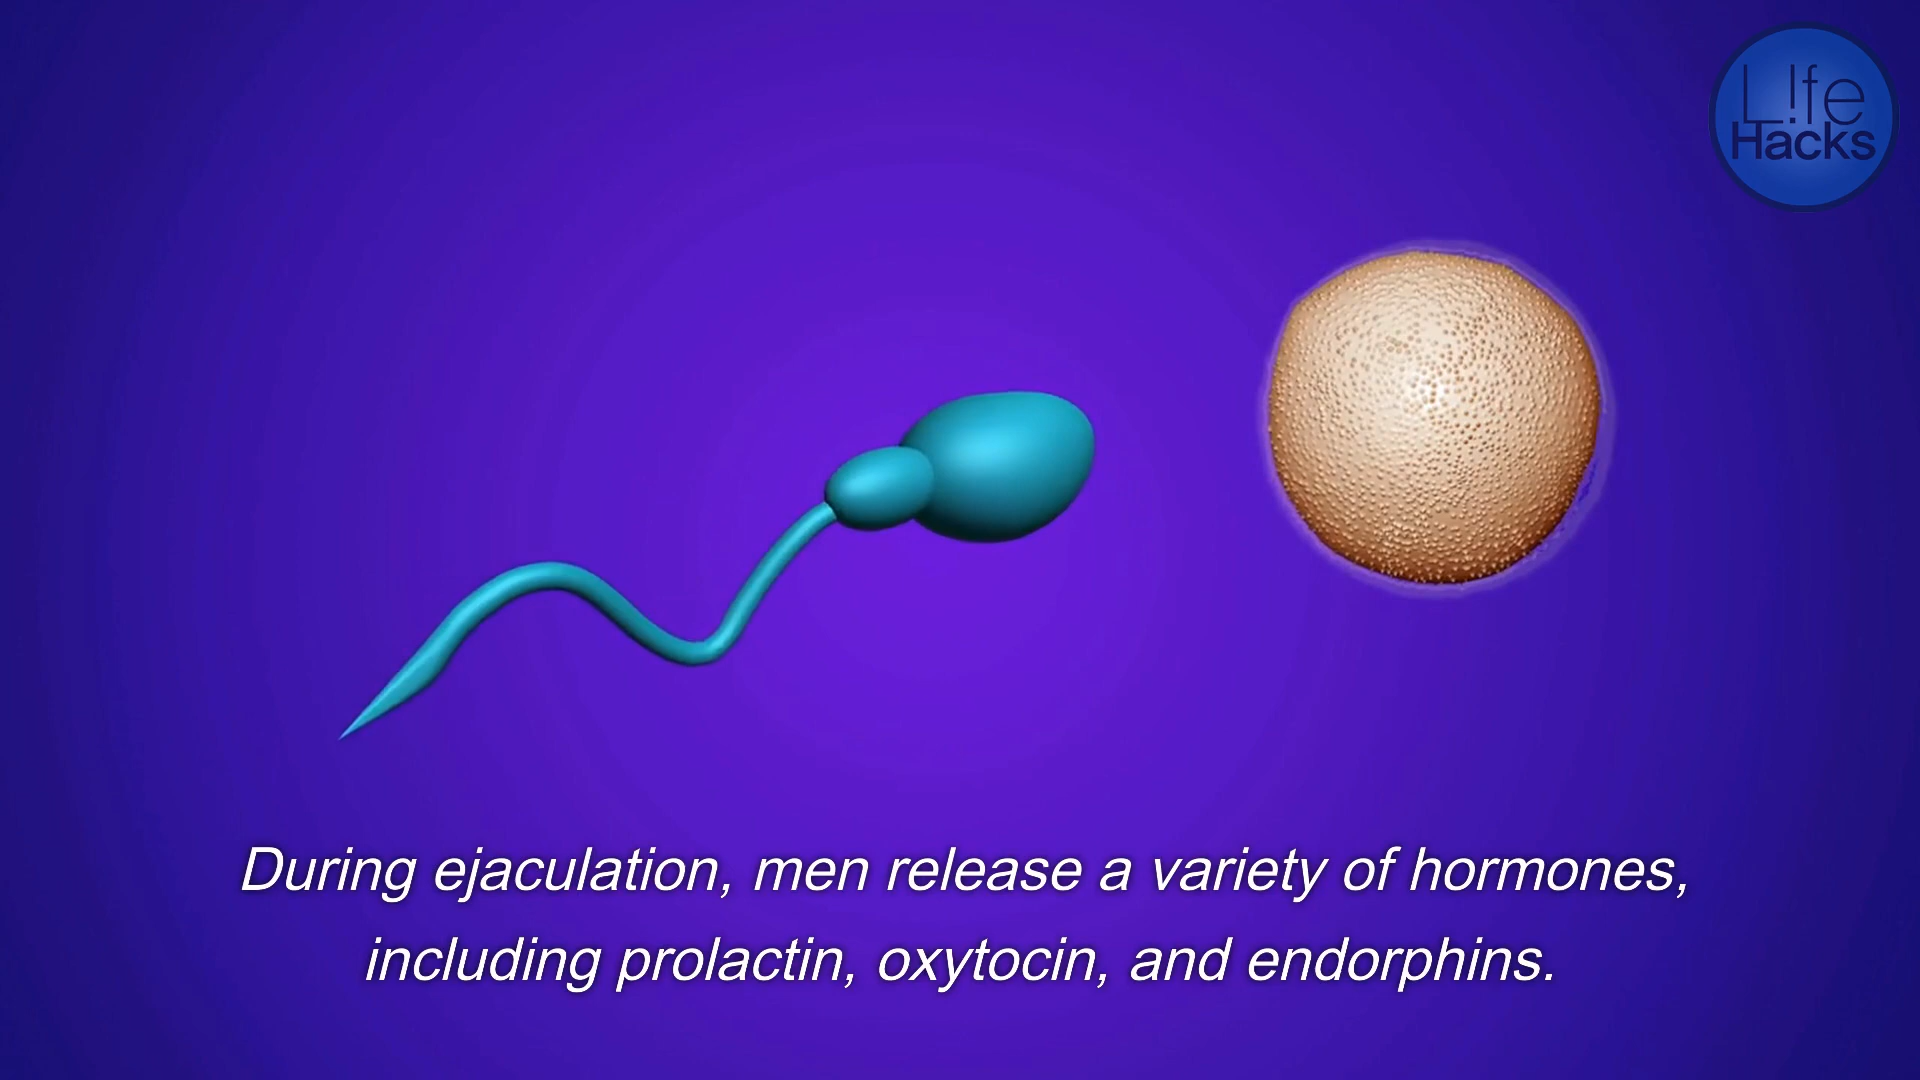 L!fe
Hacks
During ejaculation, men release a variety of hormones,
including prolactin, oxytocin, and endorphins.